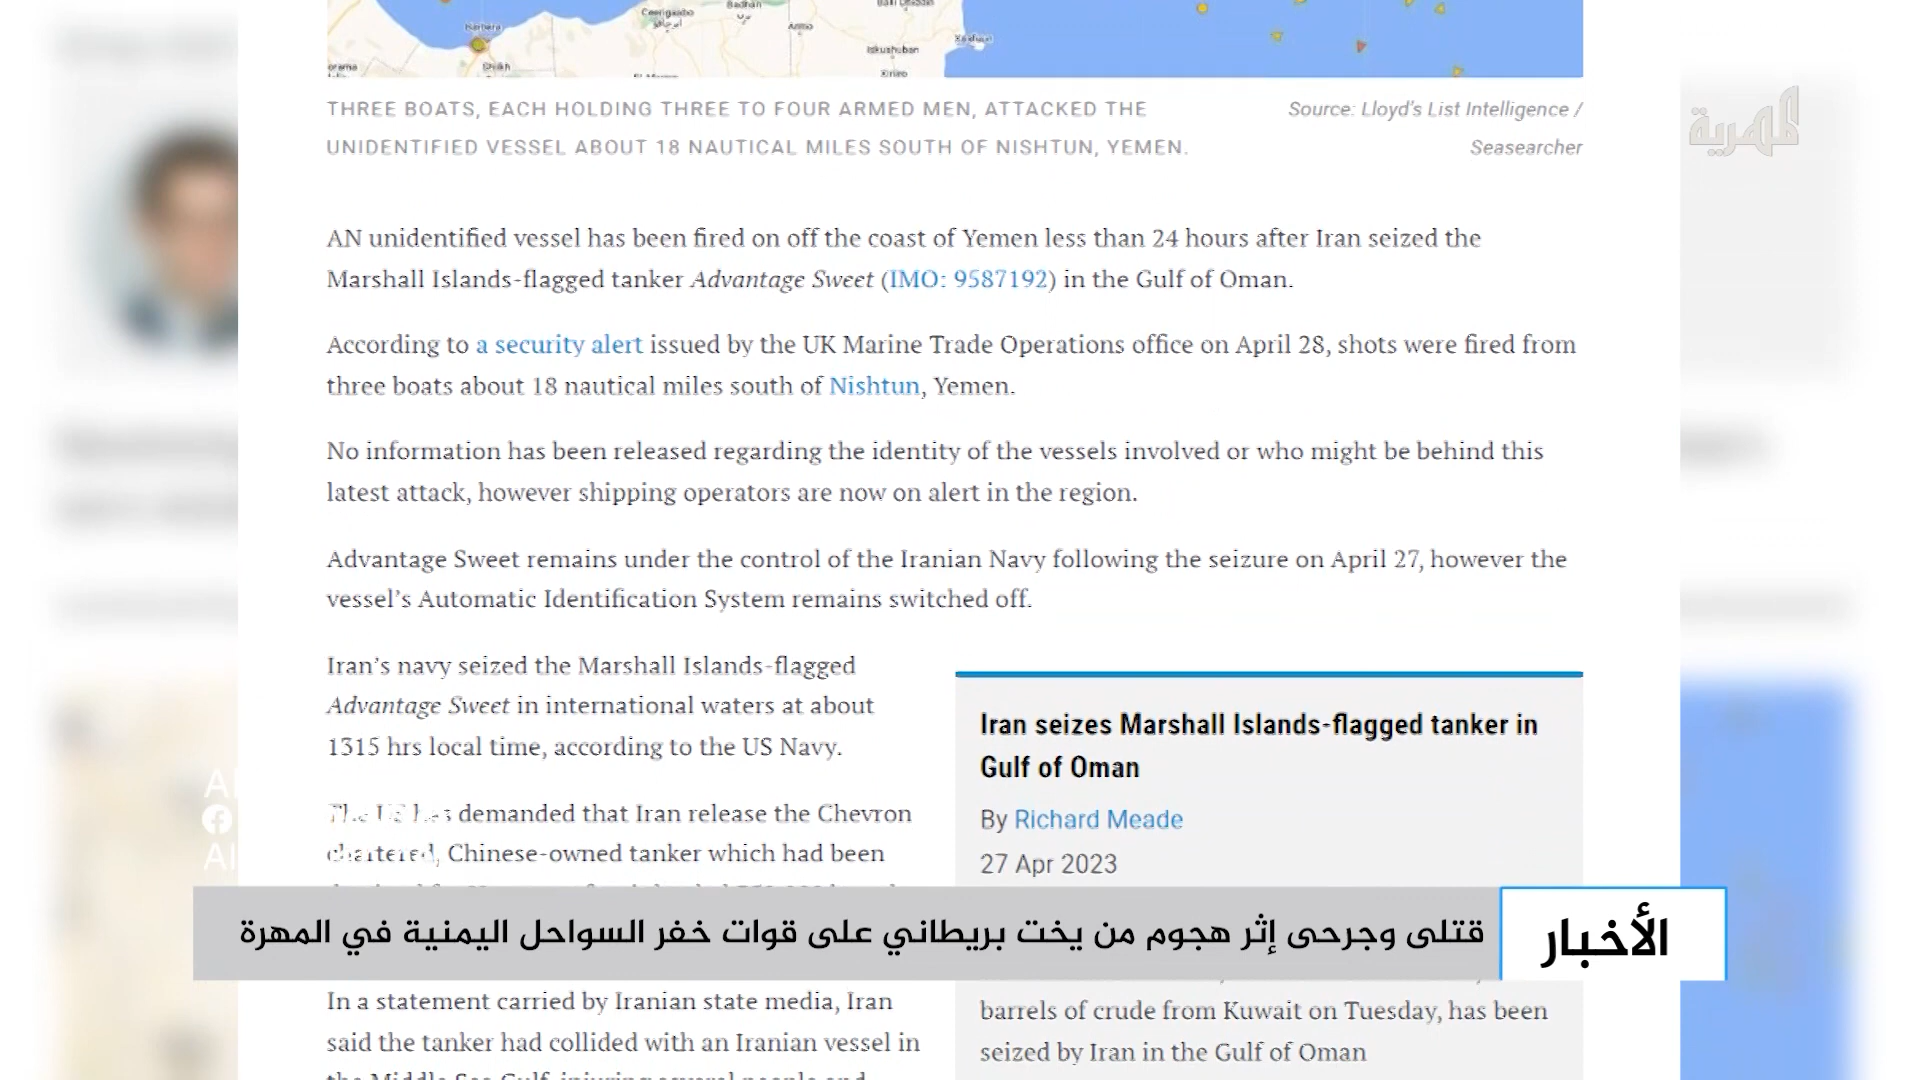 Berbera
Ceerigaabo
Badhan
Iskushuban
Xiriiro
Sheikh
THREE BOATS, EACH HOLDING THREE TO FOUR ARMED MEN, ATTACKED THE
UNIDENTIFIED VESSEL ABOUT 18 NAUTICAL MILES SOUTH OF NISHTUN, YEMEN.
Source: Lloyd's List Intelligence /
Seasearcher
المهرية
AN unidentified vessel has been fired on off the coast of Yemen less than 24 hours after Iran seized the
Marshall Islands-flagged tanker Advantage Sweet (IMO: 9587192) in the Gulf of Oman.
According to a security alert issued by the UK Marine Trade Operations office on April 28, shots were fired from
three boats about 18 nautical miles south of Nishtun, Yemen.
No information has been released regarding the identity of the vessels involved or who might be behind this
latest attack, however shipping operators are now on alert in the region.
Advantage Sweet remains under the control of the Iranian Navy following the seizure on April 27, however the
vessel's Automatic Identification System remains switched off.
Iran's navy seized the Marshall Islands-flagged
Advantage Sweet in international waters at about
1315 hrs local time, according to the US Navy.
The US has demanded that Iran release the Chevron
chartered, Chinese-owned tanker which had been
Iran seizes Marshall Islands-flagged tanker in
Gulf of Oman
By Richard Meade
27 Apr 2023
الأخبار
قتلى وجرحى إثر هجوم من يخت بريطاني على قوات خفر السواحل اليمنية في المهرة
In a statement carried by Iranian state media, Iran
said the tanker had collided with an Iranian vessel in
barrels of crude from Kuwait on Tuesday, has been
seized by Iran in the Gulf of Oman